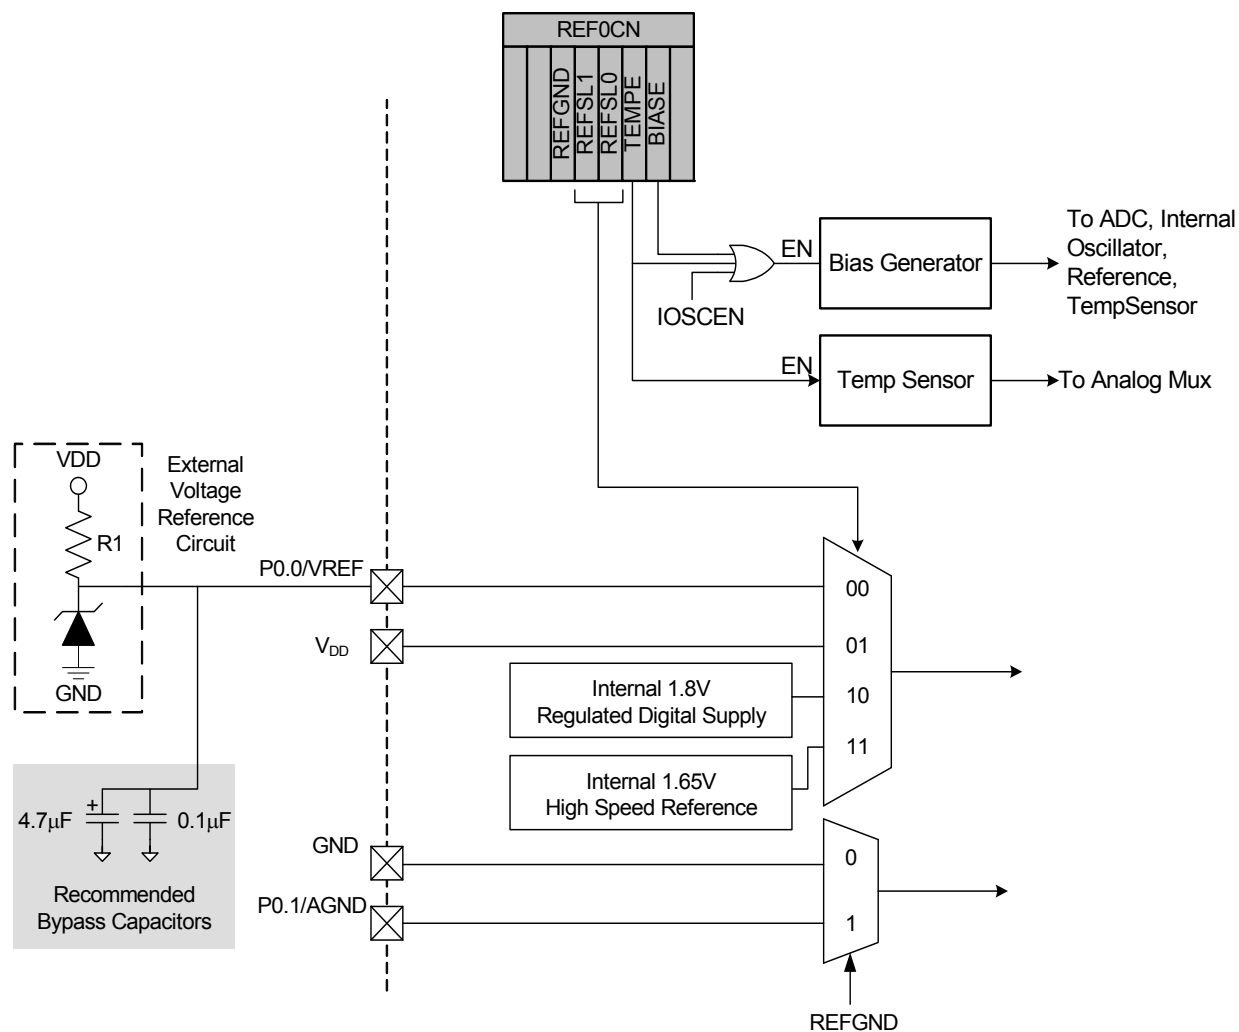 REF0CN
REFGND
REFSL1
REFSL0
TEMPE
BIASE
EN
Bias Generator
To ADC, Internal
Oscillator,
Reference,
TempSensor
IOSCEN
EN
Temp Sensor
To Analog Mux
VDD
R1
GND
External
Voltage
Reference
Circuit
P0.0/VREF
00
VDD
01
Internal 1.8V
Regulated Digital Supply
10
Internal 1.65V
High Speed Reference
11
+
4.7μF
0.1μF
Recommended
Bypass Capacitors
GND
0
P0.1/AGND
1
REFGND